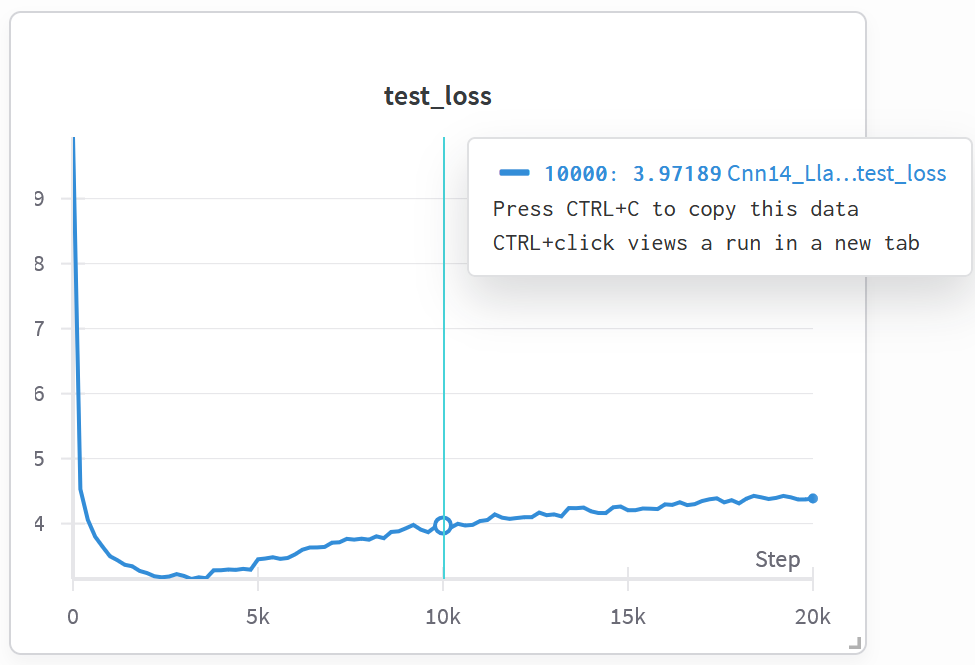 test_loss
10000: 3.97189 Cnn14_Lla...test_loss
Press CTRL+C to copy this data
CTRL+click views a run in a new tab
9
8
7
6
5
4
Step
0 5k 10k 15k 20k